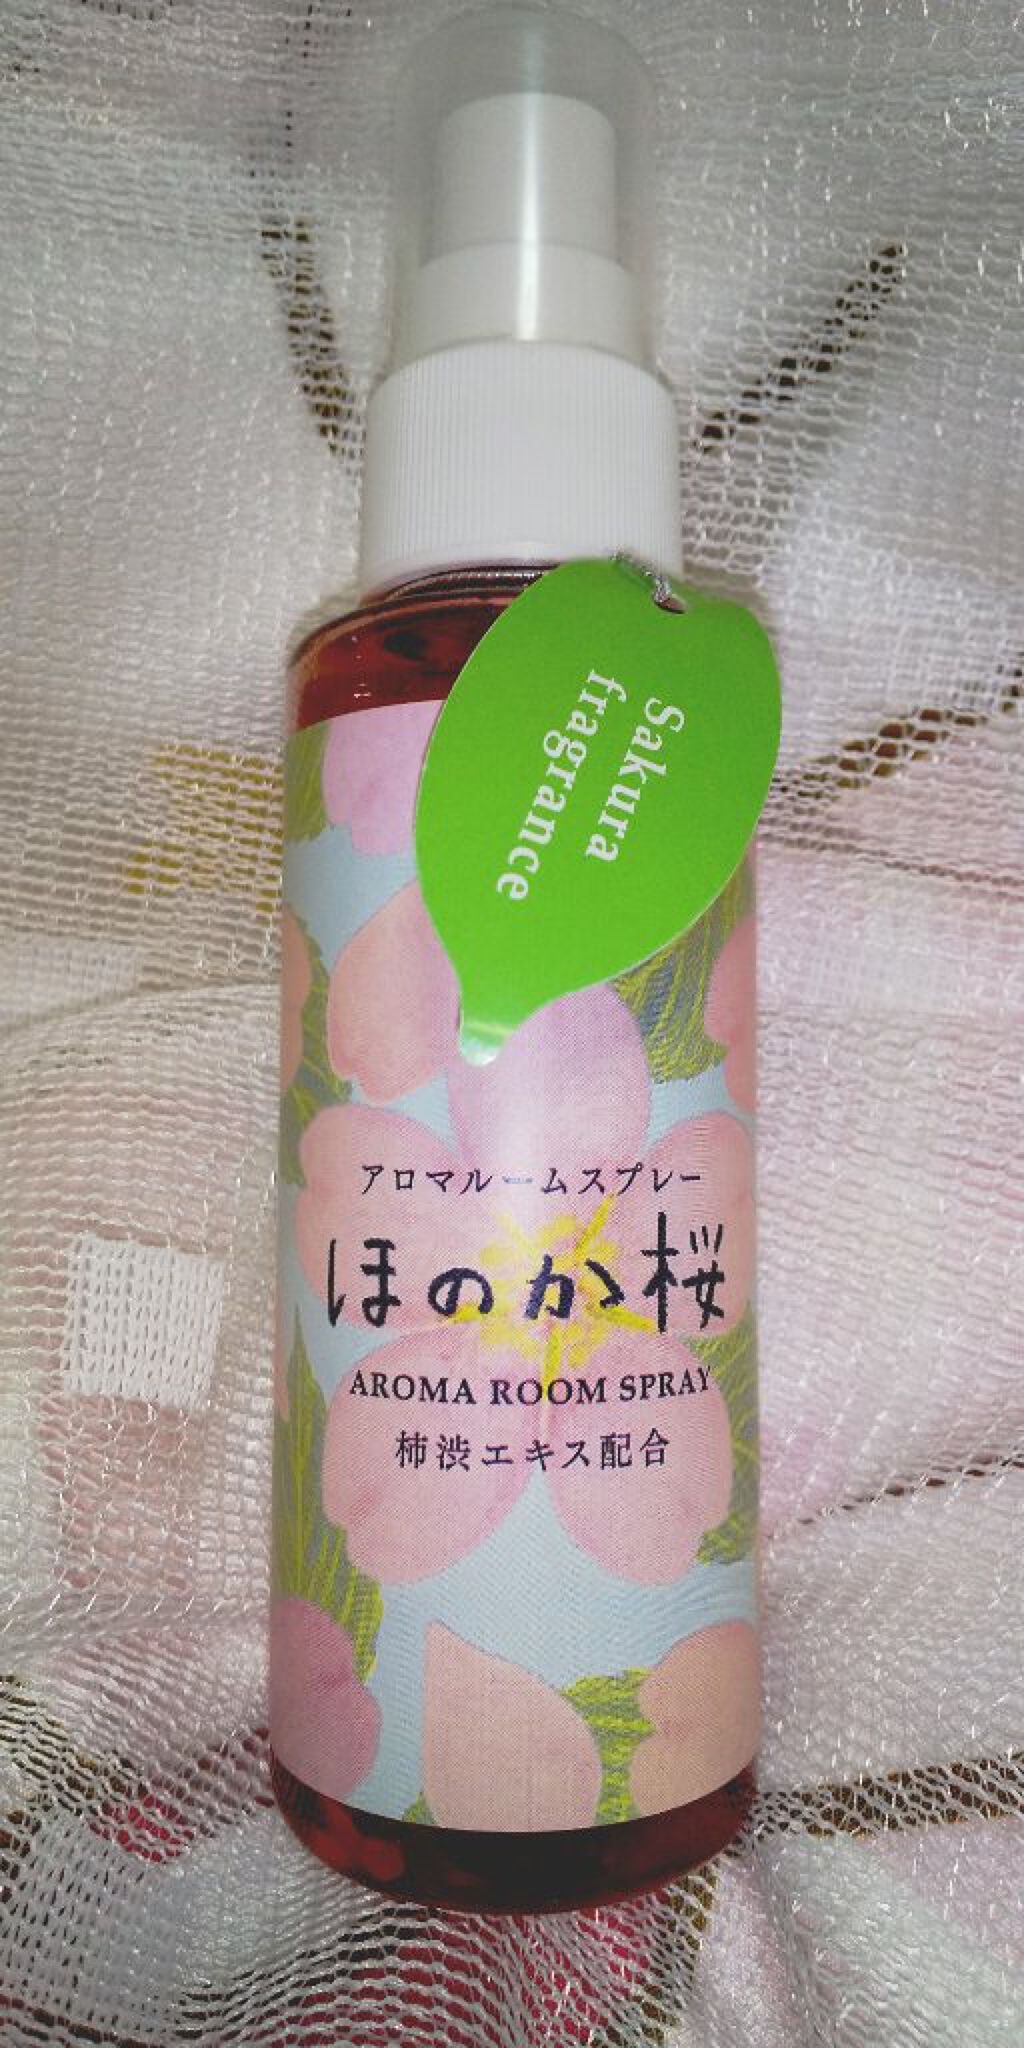 Sakura
fragrance
アロマルームスプレー
ほのか桜
AROMA ROOM SPRAY
柿渋エキス配合